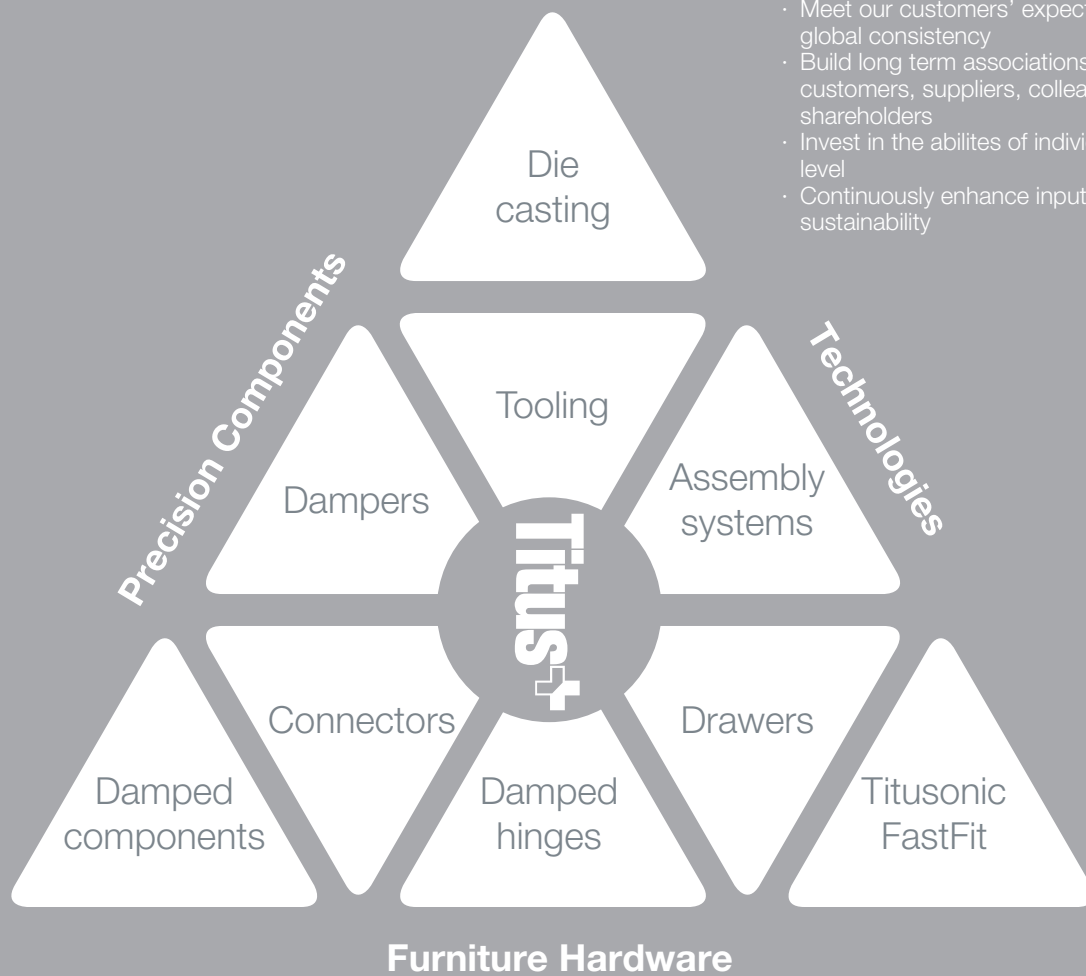 · Meet our customers’ expect
global consistency
· Build long term associations
customers, suppliers, collea
shareholders
· Invest in the abilites of indivi
level
· Continuously enhance input
sustainability
Die
casting
Precision Components
Technologies
Tooling
Dampers
Assembly
systems
Titus+
Connectors
Drawers
Damped
components
Damped
hinges
Titusonic
FastFit
Furniture Hardware